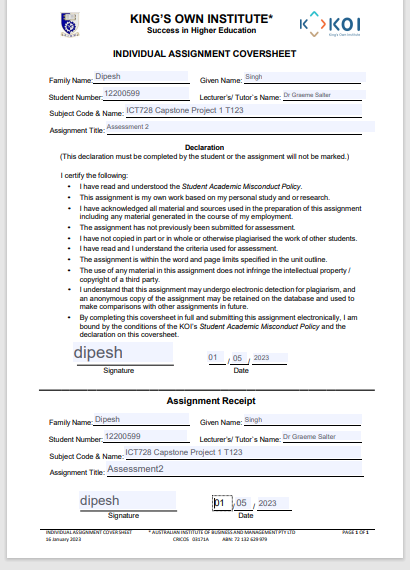 KING'S OWN INSTITUTE*
Success in Higher Education
KOI
King's Own Institute
INDIVIDUAL ASSIGNMENT COVERSHEET
Family Name: Dipesh Given Name: Singh
Student Number: 12200599 Lecturer's/ Tutor's Name: Dr Graeme Salter
Subject Code & Name: ICT728 Capstone Project 1 T123
Assignment Title: Assessment 2
Declaration
(This declaration must be completed by the student or the assignment will not be marked.)
I certify the following:
• I have read and understood the Student Academic Misconduct Policy.
• This assignment is my own work based on my personal study and/or research.
• I have acknowledged all material and sources used in the preparation of this assignment
including any material generated in the course of my employment.
• The assignment has not previously been submitted for assessment.
• I have not copied in part or in whole or otherwise plagiarised the work of other students.
• I have read and I understand the criteria used for assessment.
• The assignment is within the word and page limits specified in the unit outline.
• The use of any material in this assignment does not infringe the intellectual property /
copyright of a third party.
• I understand that this assignment may undergo electronic detection for plagiarism, and
an anonymous copy of the assignment may be retained on the database and used to
make comparisons with other assignments in future.
• By completing this coversheet in full and submitting this assignment electronically, I am
bound by the conditions of the KOI's Student Academic Misconduct Policy and the
declaration on this coversheet.
dipesh 01 / 05 / 2023
Signature Date
Assignment Receipt
Family Name: Dipesh Given Name: Singh
Student Number: 12200599 Lecturer's/ Tutor's Name: Dr Graeme Salter
Subject Code & Name: ICT728 Capstone Project 1 T123
Assignment Title: Assessment2
dipesh 01 / 05 / 2023
Signature Date
INDIVIDUAL ASSIGNMENT COVER SHEET * AUSTRALIAN INSTITUTE OF BUSINESS AND MANAGEMENT PTY LTD PAGE 1 OF 1
16 January 2023 CRICOS 03171A ABN: 72 132 629 979